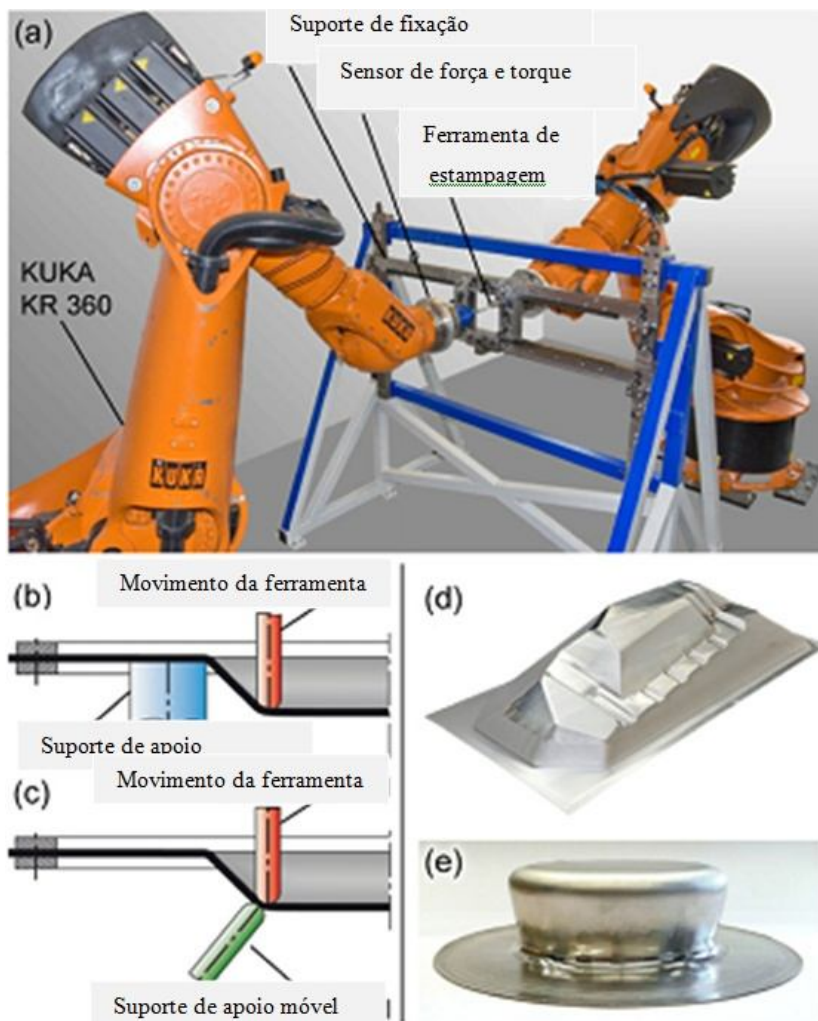 (a)
Suporte de fixação
Sensor de força e torque
Ferramenta de
estampagem
KUKA
KR 360
KUKA
KUKA
(b)
Movimento da ferramenta
Suporte de apoio
(c)
Movimento da ferramenta
Suporte de apoio móvel
(d)
(e)